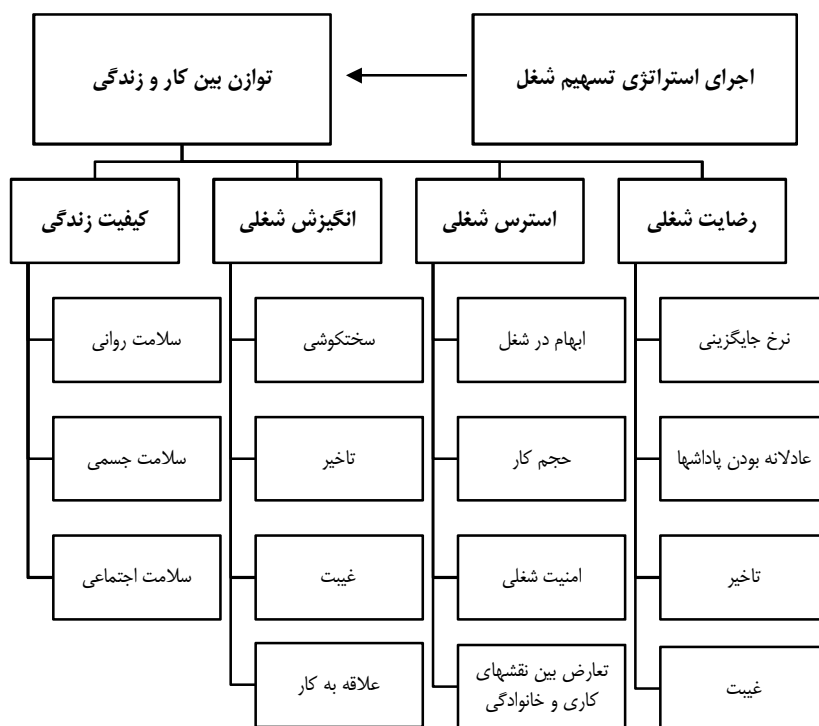 اجرای استراتژی تسهیم شغل
توازن بین کار و زندگی
رضایت شغلی
استرس شغلی
انگیزش شغلی
کیفیت زندگی
نرخ جایگزینی
ابهام در شغل
سختکوشی
سلامت روانی
عادلانه بودن پاداشها
حجم کار
تاخیر
سلامت جسمی
تاخیر
امنیت شغلی
غیبت
سلامت اجتماعی
غیبت
تعارض بین نقشهای
کاری و خانوادگی
علاقه به کار